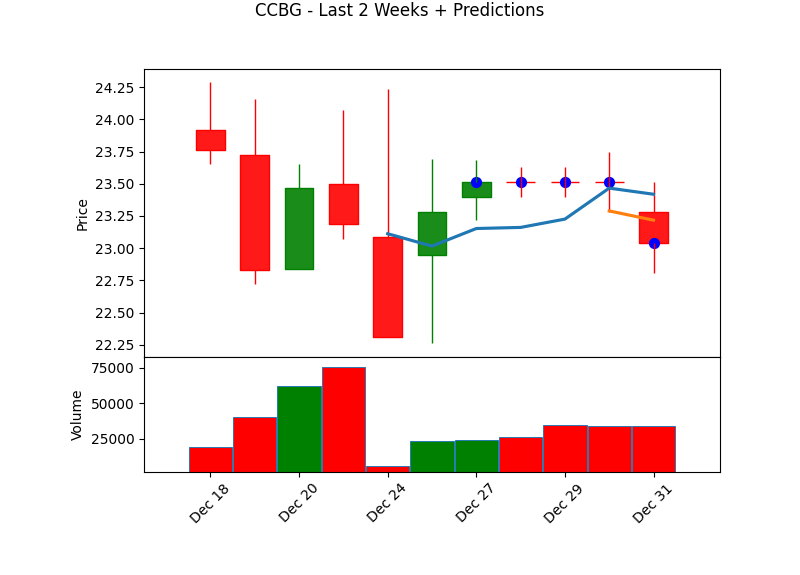 CCBG - Last 2 Weeks + Predictions
24.25
24.00
23.75
23.50
23.25
23.00
22.75
22.50
22.25
Price
75000
50000
25000
Volume
Dec 18
Dec 20
Dec 24
Dec 27
Dec 29
Dec 31